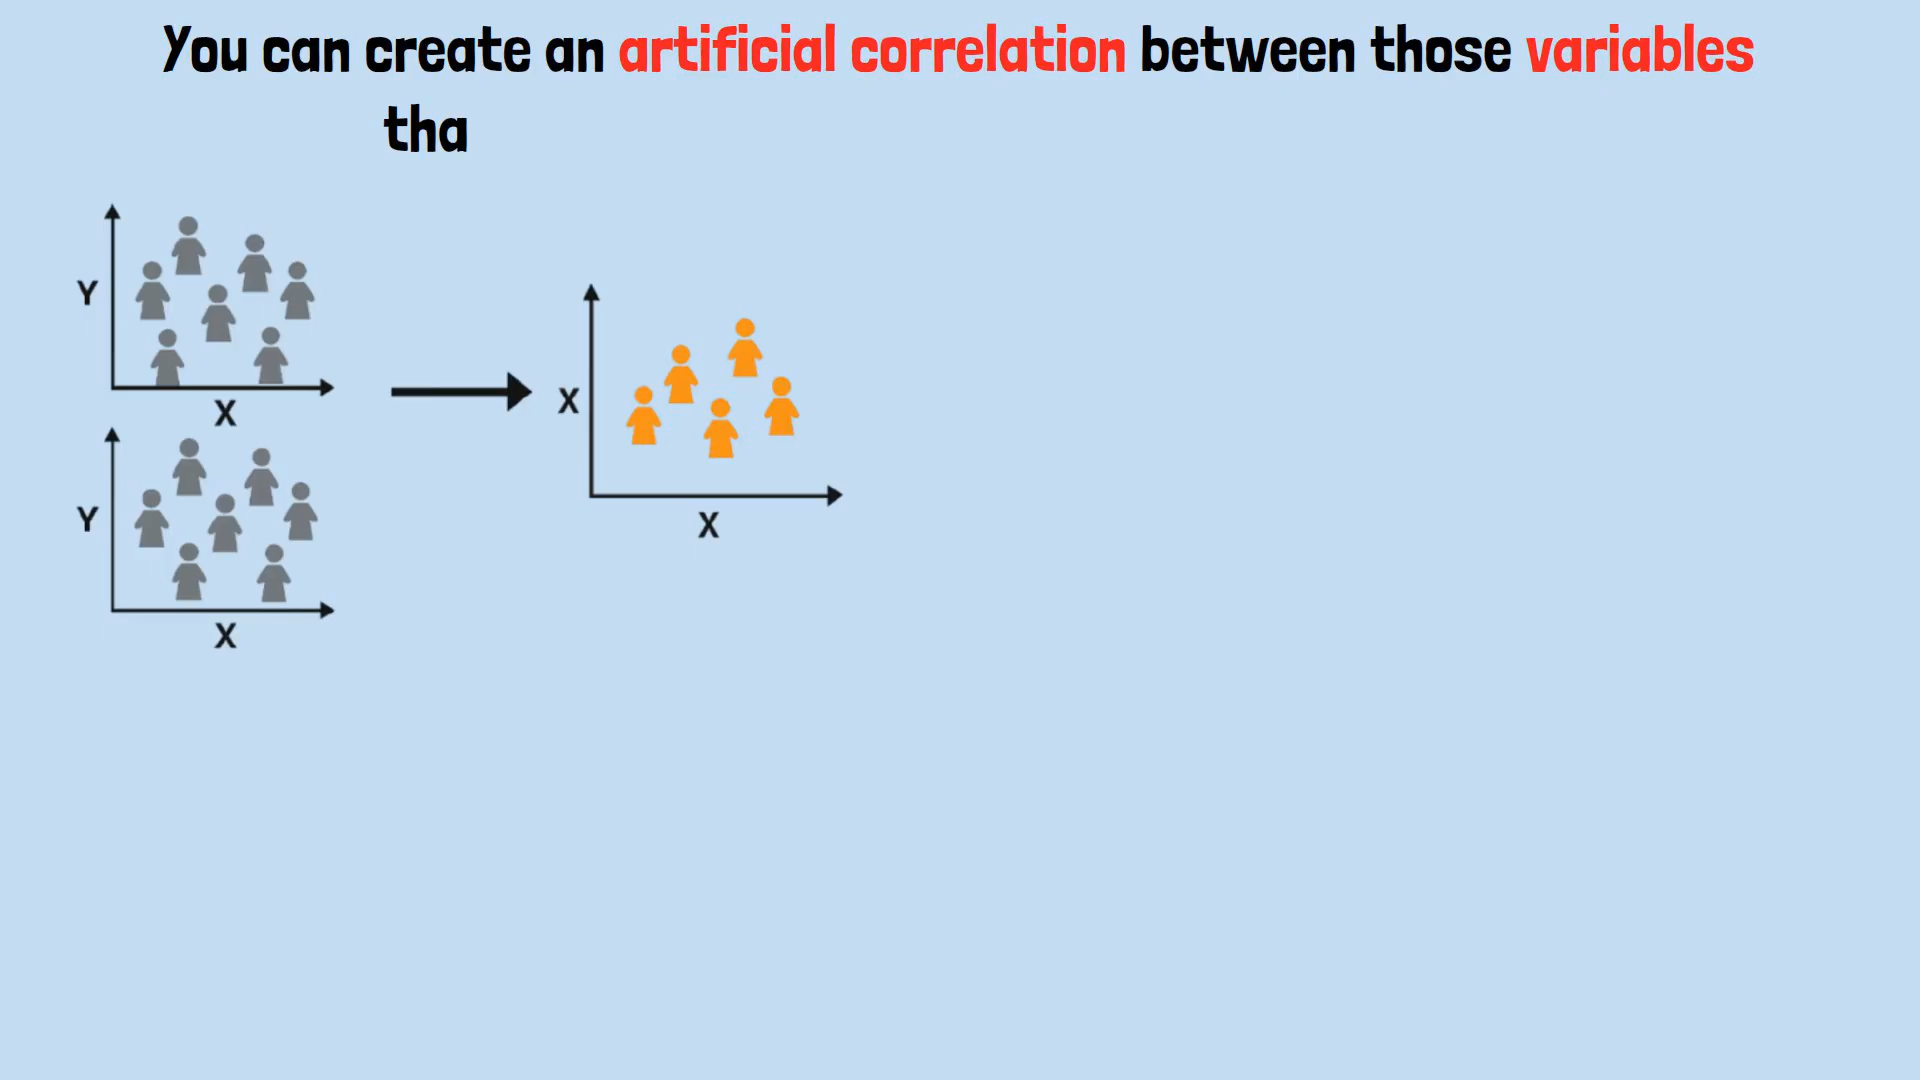 You can create an artificial correlation between those variables
tha
Y
X
Y
X
X
X